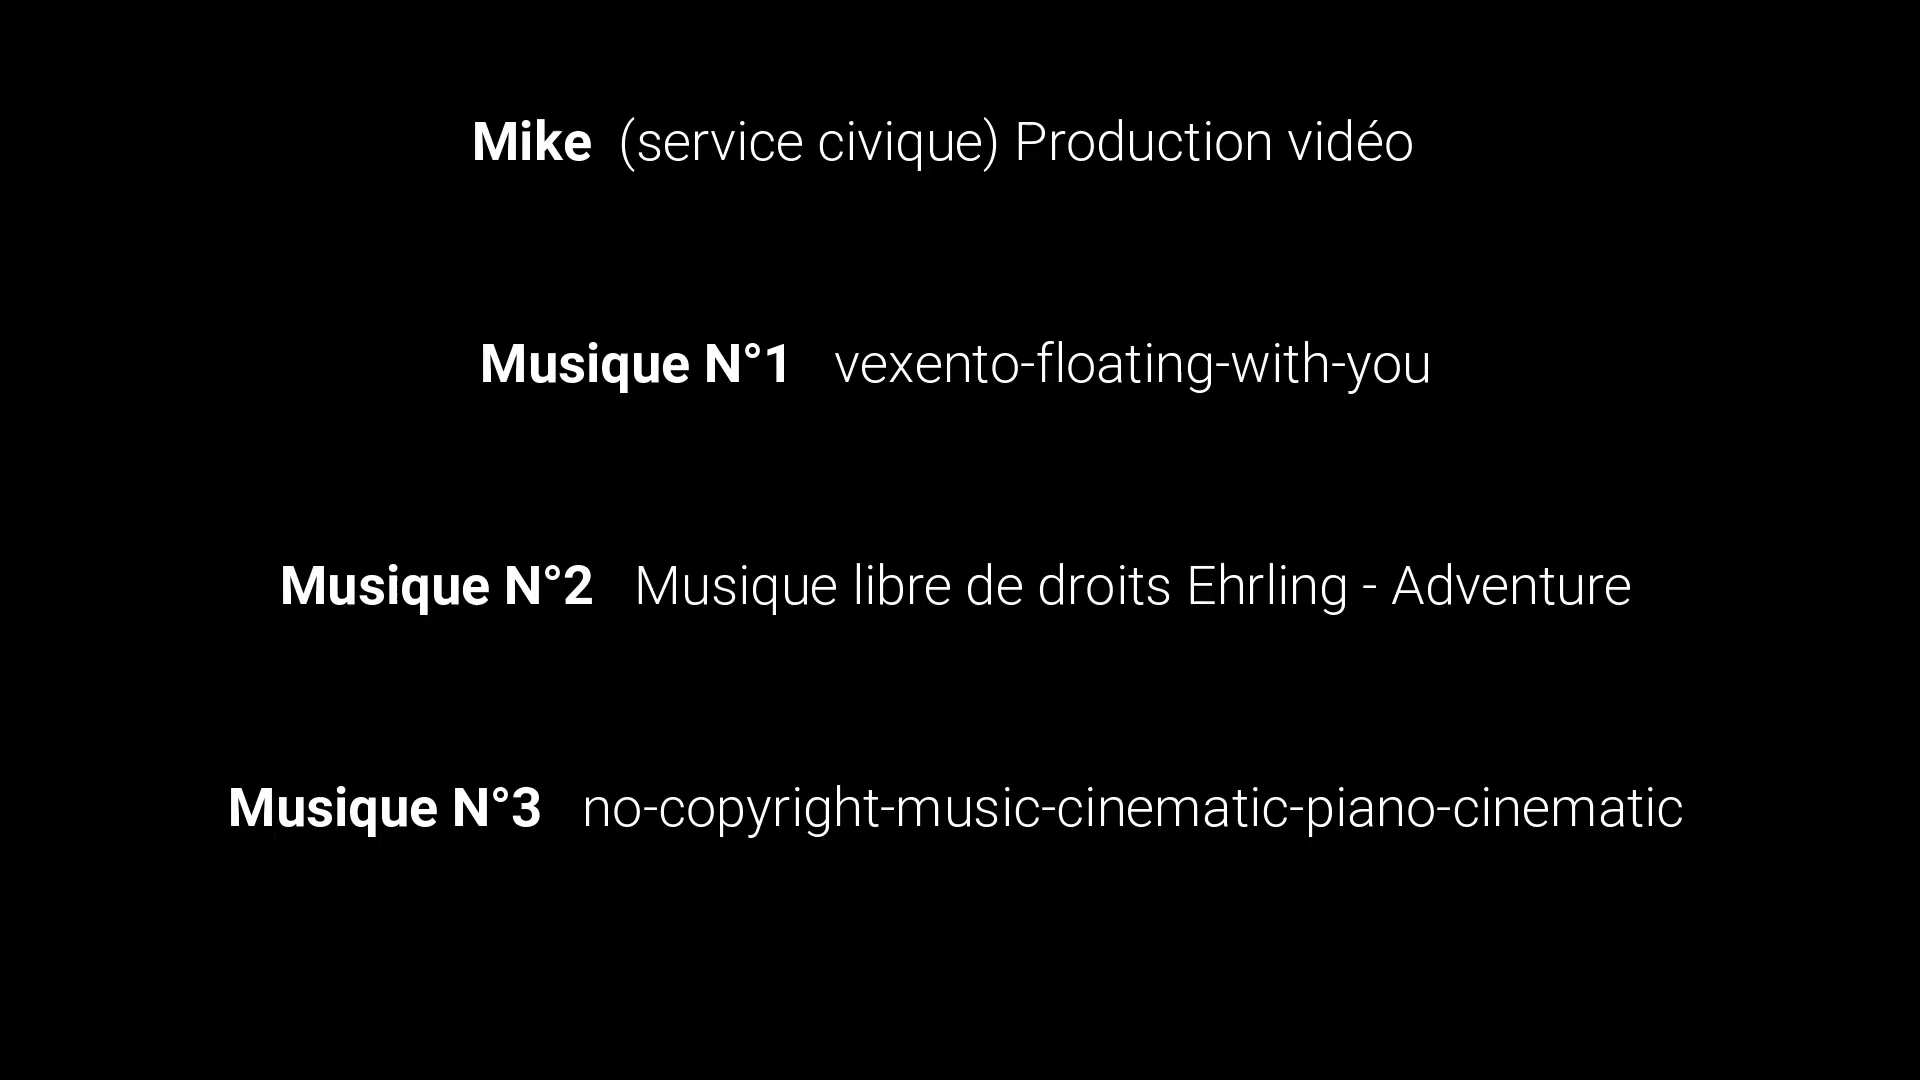 Mike (service civique) Production vidéo
Musique N°1 vexento-floating-with-you
Musique N°2 Musique libre de droits Ehrling - Adventure
Musique N°3 no-copyright-music-cinematic-piano-cinematic